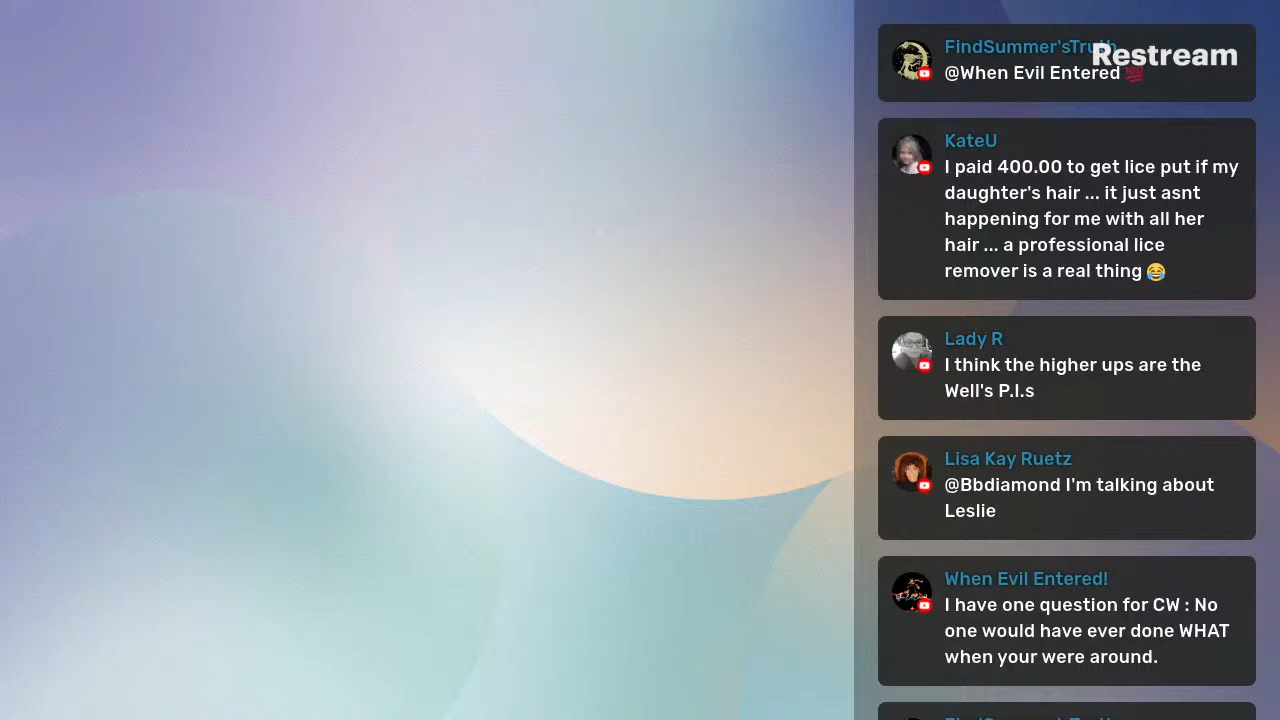 FindSummer'sTruth
Restream
@When Evil Entered 💯
KateU
I paid 400.00 to get lice put if my
daughter's hair ... it just asnt
happening for me with all her
hair ... a professional lice
remover is a real thing 😂
Lady R
I think the higher ups are the
Well's P.I.s
Lisa Kay Ruetz
@Bbdiamond I'm talking about
Leslie
When Evil Entered!
I have one question for CW : No
one would have ever done WHAT
when your were around.